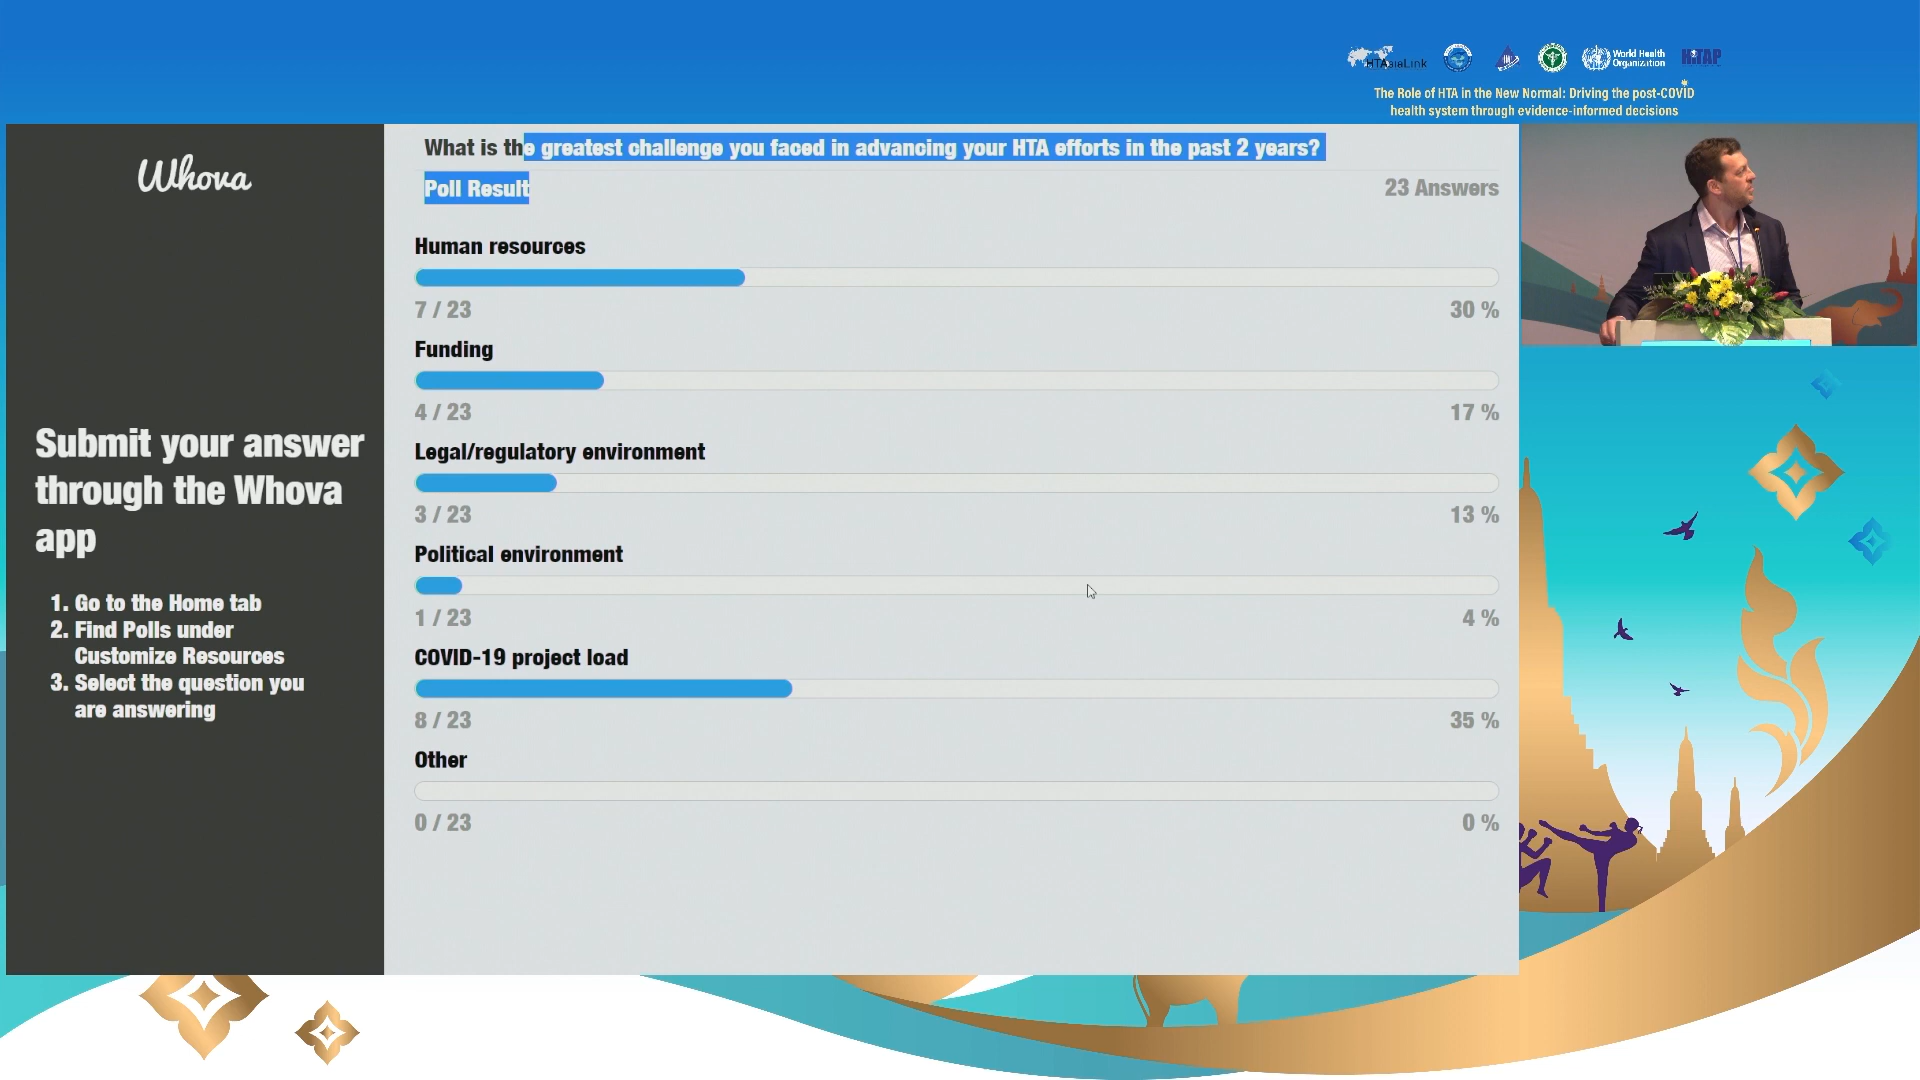 HTAsiaLink
World Health
Organization
HITAP
The Role of HTA in the New Normal: Driving the post-COVID
health system through evidence-informed decisions
Whova
Submit your answer
through the Whova
app
1. Go to the Home tab
2. Find Polls under
Customize Resources
3. Select the question you
are answering
What is the greatest challenge you faced in advancing your HTA efforts in the past 2 years?
Poll Result
23 Answers
Human resources
7 / 23
30 %
Funding
4 / 23
17 %
Legal/regulatory environment
3 / 23
13 %
Political environment
1 / 23
4 %
COVID-19 project load
8 / 23
35 %
Other
0 / 23
0 %